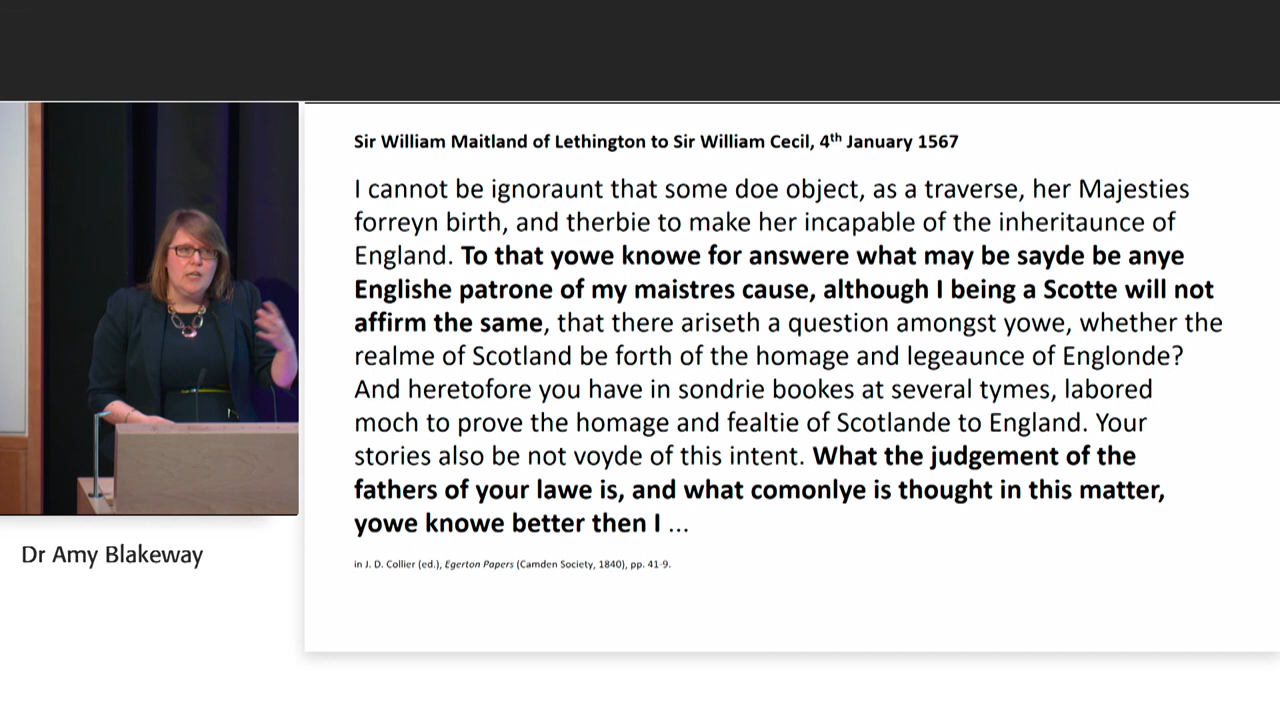 Sir William Maitland of Lethington to Sir William Cecil, 4th January 1567
I cannot be ignoraunt that some doe object, as a traverse, her Majesties
forreyn birth, and therbie to make her incapable of the inheritaunce of
England. To that yowe knowe for answere what may be sayde be anye
Englishe patrone of my maistres cause, although I being a Scotte will not
affirm the same, that there ariseth a question amongst yowe, whether the
realme of Scotland be forth of the homage and legeaunce of Englonde?
And heretofore you have in sondrie bookes at several tymes, labored
moch to prove the homage and fealtie of Scotlande to England. Your
stories also be not voyde of this intent. What the judgement of the
fathers of your lawe is, and what comonlye is thought in this matter,
yowe knowe better then I ...
in J. D. Collier (ed.), Egerton Papers (Camden Society, 1840), pp. 41-9.
Dr Amy Blakeway